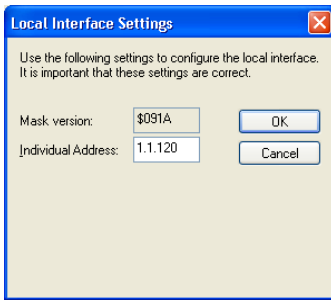 Local Interface Settings
Use the following settings to configure the local interface.
It is important that these settings are correct.
Mask version: $091A OK
Individual Address: 1.1.120 Cancel